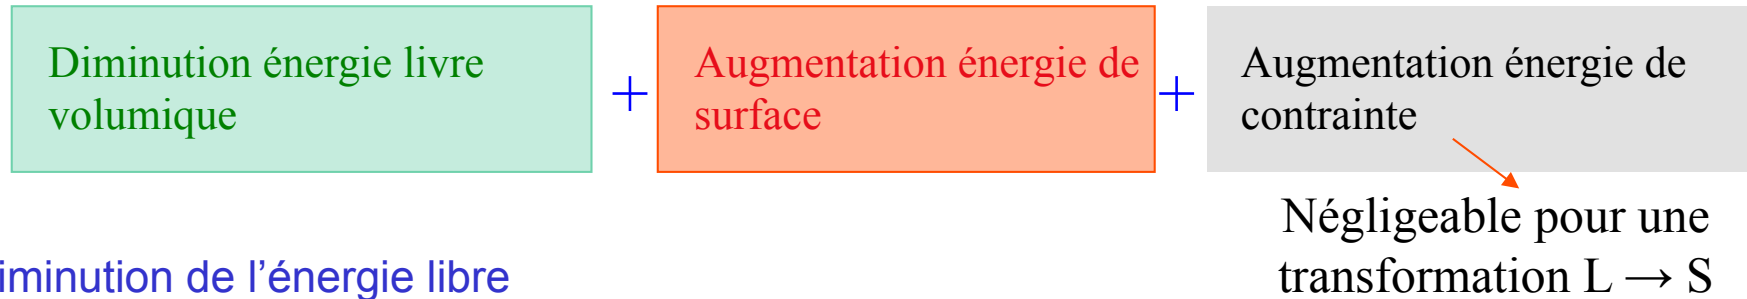 Diminution énergie livre
volumique
+
Augmentation énergie de
surface
+
Augmentation énergie de
contrainte
Négligeable pour une
transformation L → S
iminution de l'énergie libre